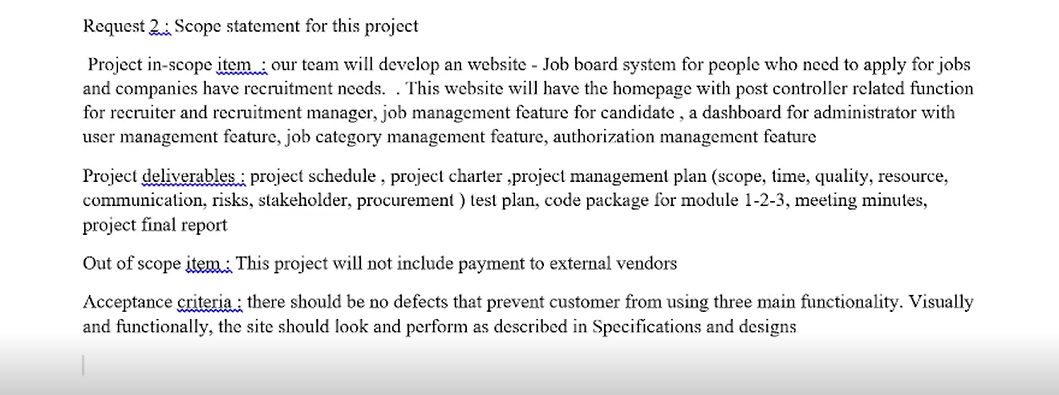 Request 2 : Scope statement for this project
Project in-scope item : our team will develop an website - Job board system for people who need to apply for jobs
and companies have recruitment needs. . This website will have the homepage with post controller related function
for recruiter and recruitment manager, job management feature for candidate , a dashboard for administrator with
user management feature, job category management feature, authorization management feature
Project deliverables : project schedule , project charter ,project management plan (scope, time, quality, resource,
communication, risks, stakeholder, procurement ) test plan, code package for module 1-2-3, meeting minutes,
project final report
Out of scope item : This project will not include payment to external vendors
Acceptance criteria : there should be no defects that prevent customer from using three main functionality. Visually
and functionally, the site should look and perform as described in Specifications and designs